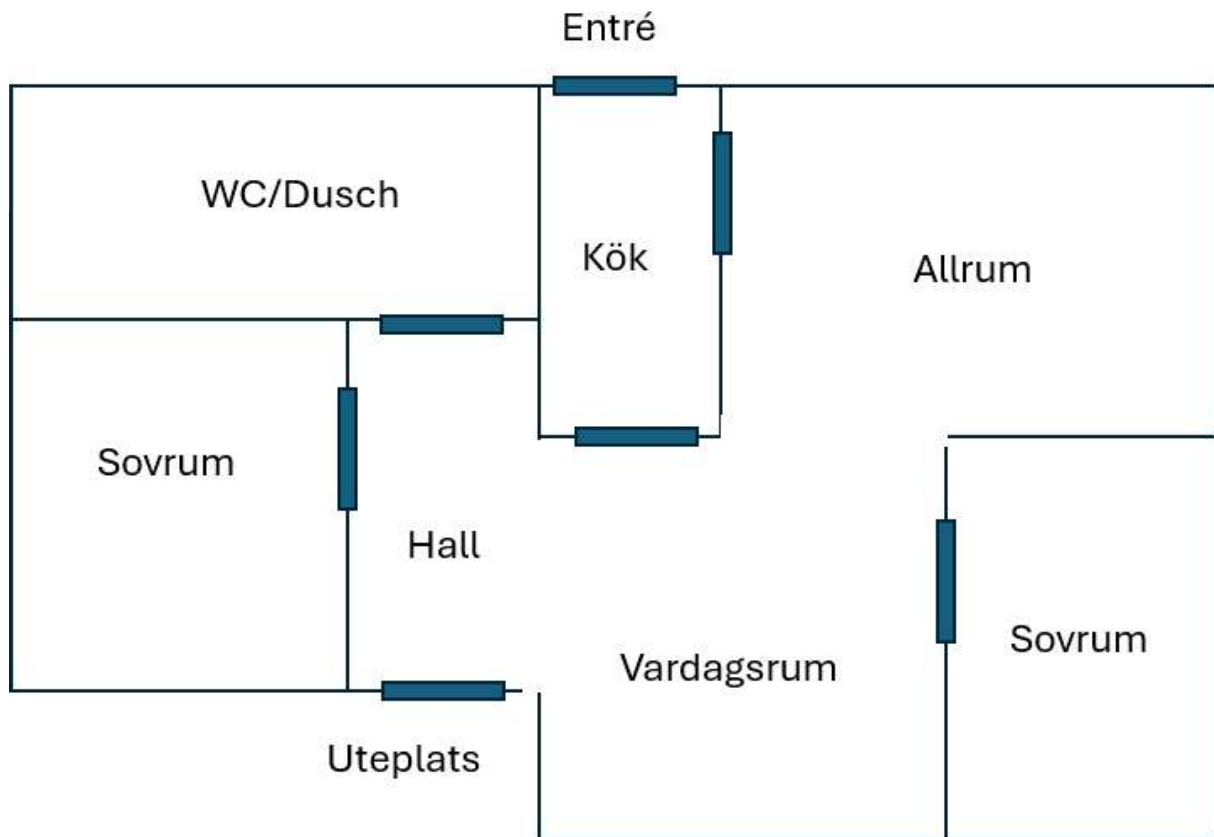 Entré
WC/Dusch
Kök
Allrum
Sovrum
Hall
Sovrum
Vardagsrum
Uteplats